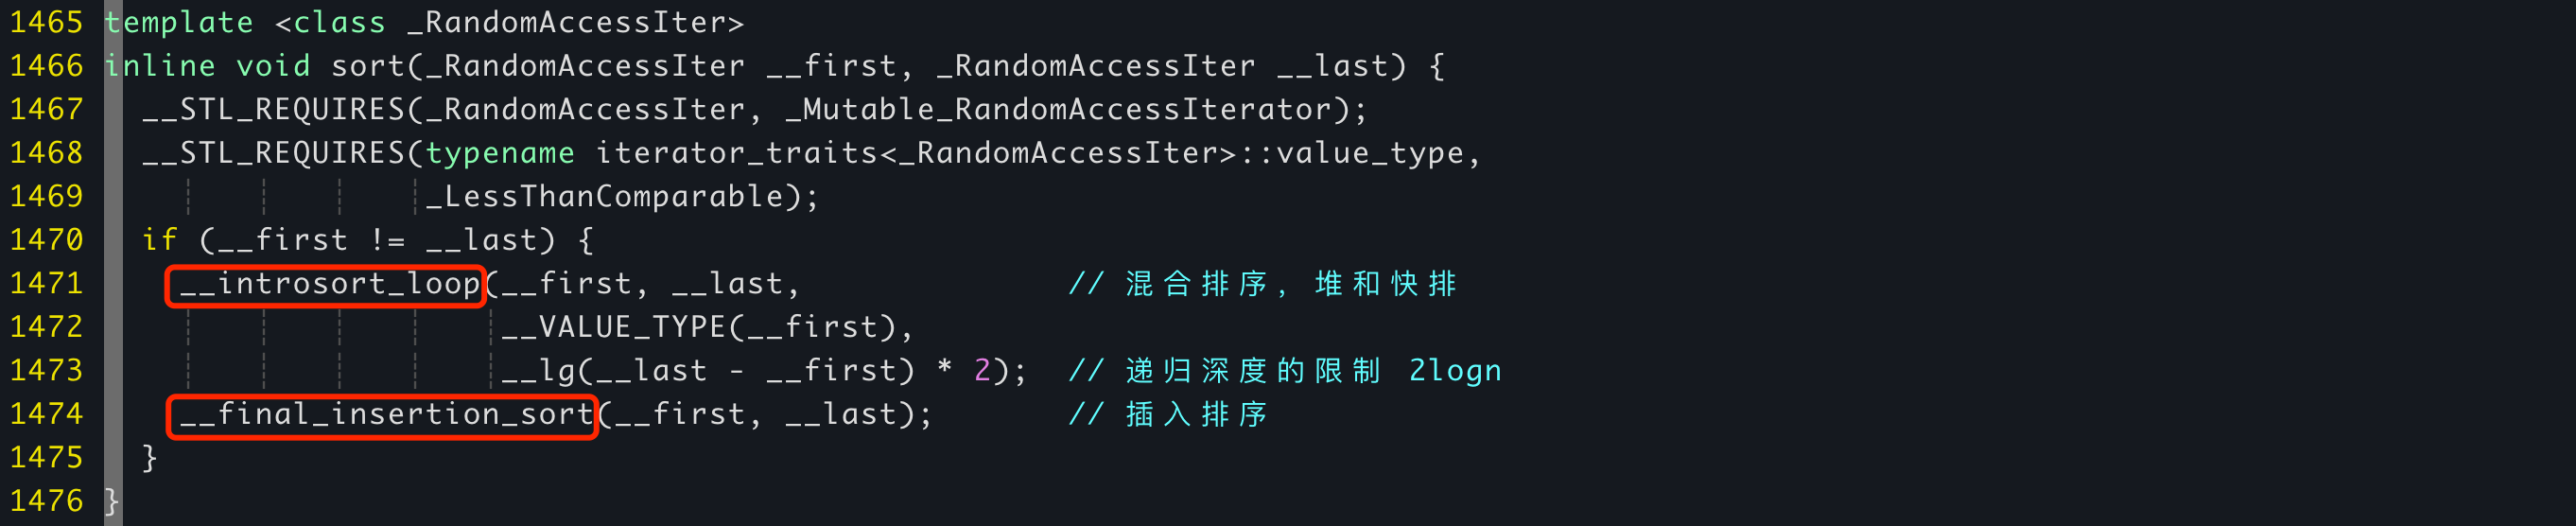 1465 template <class _RandomAccessIter>
1466 inline void sort(_RandomAccessIter __first, _RandomAccessIter __last) {
1467   __STL_REQUIRES(_RandomAccessIter, _Mutable_RandomAccessIterator);
1468   __STL_REQUIRES(typename iterator_traits<_RandomAccessIter>::value_type,
1469                  _LessThanComparable);
1470   if (__first != __last) {
1471     __introsort_loop(__first, __last,              // 混合排序, 堆和快排
1472                      __VALUE_TYPE(__first),
1473                      __lg(__last - __first) * 2);  // 递归深度的限制 2logn
1474     __final_insertion_sort(__first, __last);       // 插入排序
1475   }
1476 }